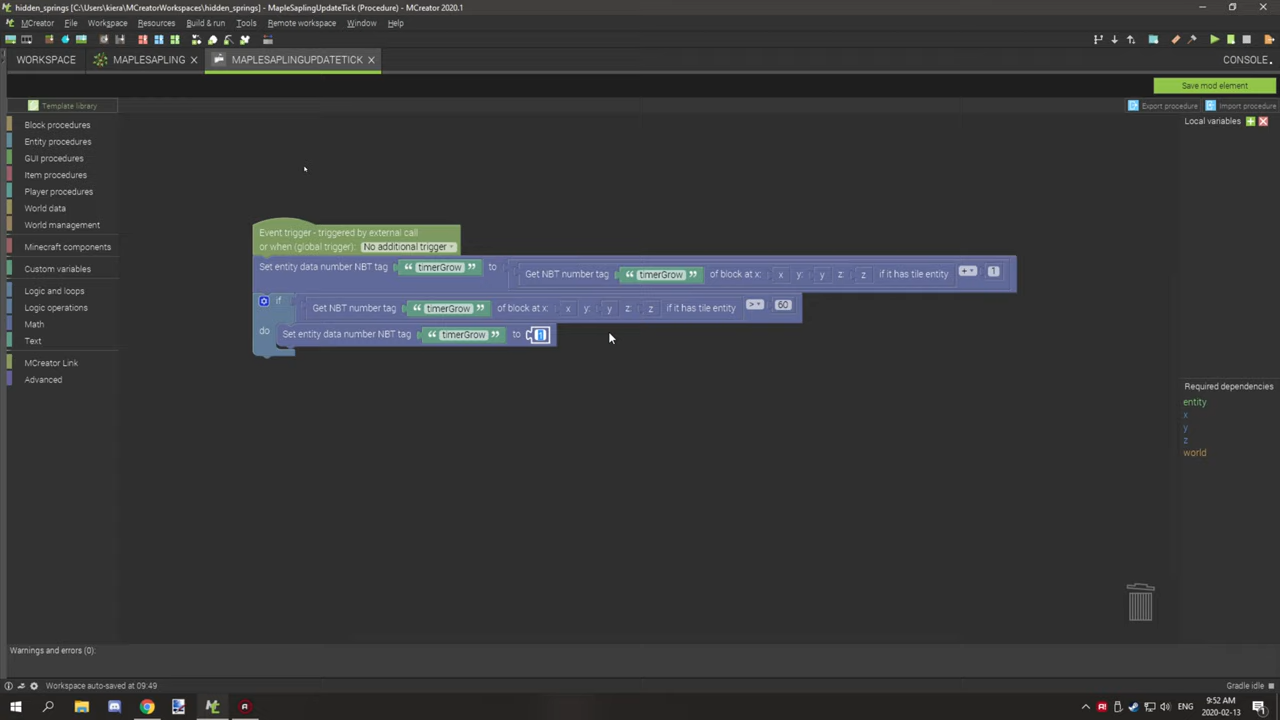 hidden_springs [C:\Users\kiera\MCreatorWorkspaces\hidden_springs] - MapleSaplingUpdateTick (Procedure) - MCreator 2020.1
MCreator File Workspace Resources Build & run Tools Remote workspace Window Help
WORKSPACE MAPLESAPLING × MAPLESAPLINGUPDATETICK × CONSOLE
Save mod element
Template library Export procedure Import procedure
Block procedures
Entity procedures
GUI procedures
Item procedures
Player procedures
World data
World management
Minecraft components
Custom variables
Logic and loops
Logic operations
Math
Text
MCreator Link
Advanced
Local variables
Event trigger - triggered by external call
or when (global trigger): No additional trigger
Set entity data number NBT tag “ timerGrow ” to Get NBT number tag “ timerGrow ” of block at x: x y: y z: z if it has tile entity + 1
if Get NBT number tag “ timerGrow ” of block at x: x y: y z: z if it has tile entity > 60
do Set entity data number NBT tag “ timerGrow ” to
Required dependencies
entity
x
y
z
world
Warnings and errors (0):
Workspace auto-saved at 09:49 Gradle idle
ENG 9:52 AM
2020-02-13